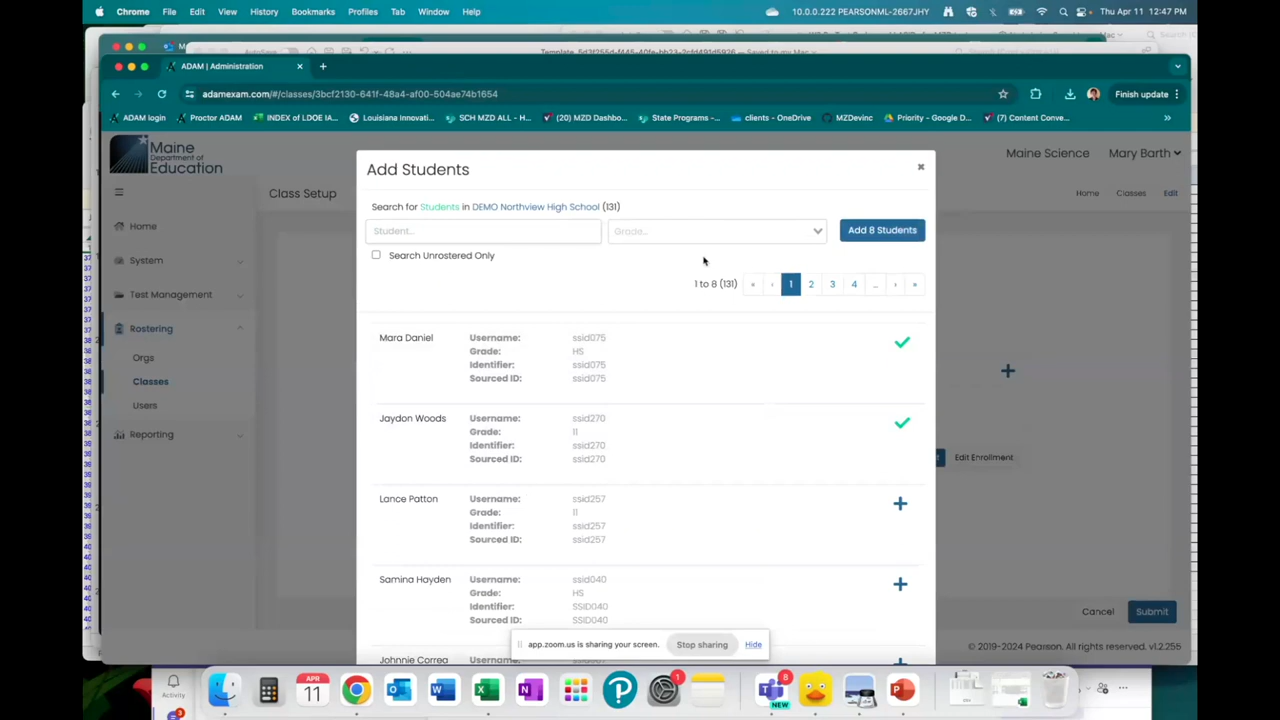 Chrome File Edit View History Bookmarks Profiles Tab Window Help 10.0.0.222 PEARSONML-2667JHY Thu Apr 11 12:47 PM
ADAM | Administration
adamexam.com/#/classes/3bcf2130-641f-48a4-af00-504ae74b1654 Finish update
ADAM login Proctor ADAM INDEX of LDOE IA... Louisiana Innovati... SCH MZD ALL - H... (20) MZD Dashbo... State Programs -... clients - OneDrive MZDevinc Priority - Google D... (7) Content Conve...
Maine
Department of
Education
Maine Science Mary Barth
Class Setup
Home Classes Edit
Home
System
Test Management
Rostering
Orgs
Classes
Users
Reporting
Add Students
Search for Students in DEMO Northview High School (131)
Student... Grade... Add 8 Students
Search Unrostered Only
1 to 8 (131) « ‹ 1 2 3 4 ... › »
Mara Daniel Username: ssid075
Grade: HS
Identifier: ssid075
Sourced ID: ssid075
Jaydon Woods Username: ssid270
Grade: 11
Identifier: ssid270
Sourced ID: ssid270
Lance Patton Username: ssid257
Grade: 11
Identifier: ssid257
Sourced ID: ssid257
Samina Hayden Username: ssid040
Grade: HS
Identifier: SSID040
Sourced ID: SSID040
Johnnie Correa Username:
Edit Enrollment
Cancel Submit
© 2019-2024 Pearson. All rights reserved. v1.2.255
app.zoom.us is sharing your screen. Stop sharing Hide
Activity
APR
11
1
8
NEW
3